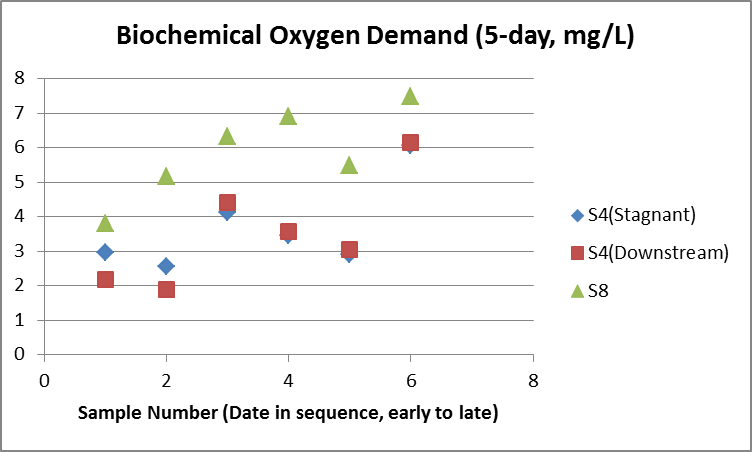 Biochemical Oxygen Demand (5-day, mg/L)
8
7
6
5
4
3
2
1
0
0 2 4 6 8
Sample Number (Date in sequence, early to late)
S4(Stagnant)
S4(Downstream)
S8